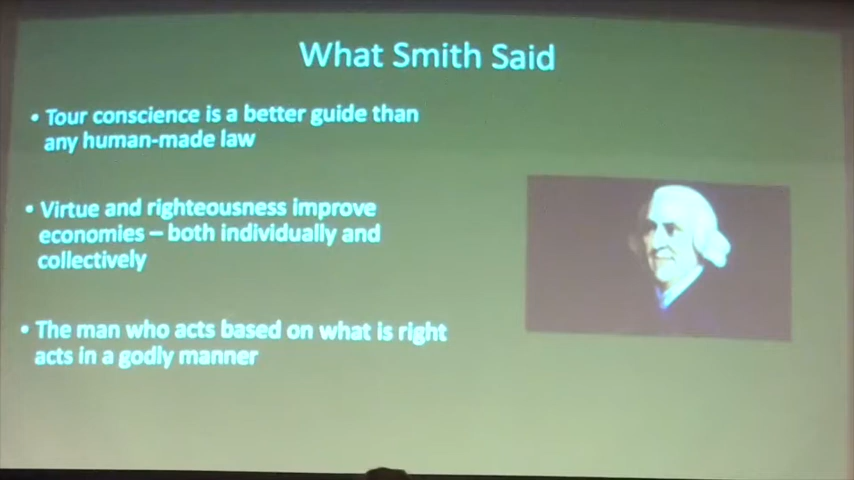 What Smith Said
• Tour conscience is a better guide than
any human-made law
• Virtue and righteousness improve
economies – both individually and
collectively
• The man who acts based on what is right
acts in a godly manner